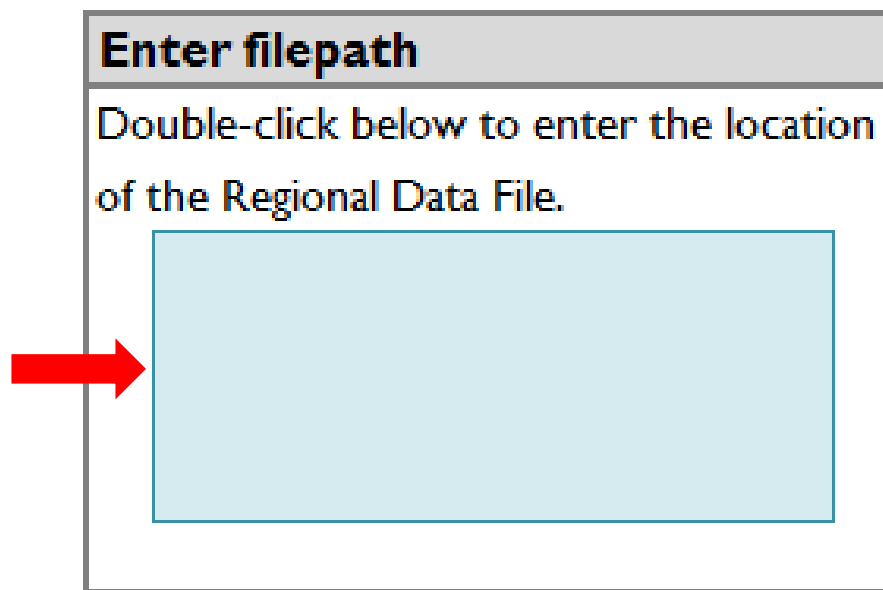 Enter filepath
Double-click below to enter the location
of the Regional Data File.